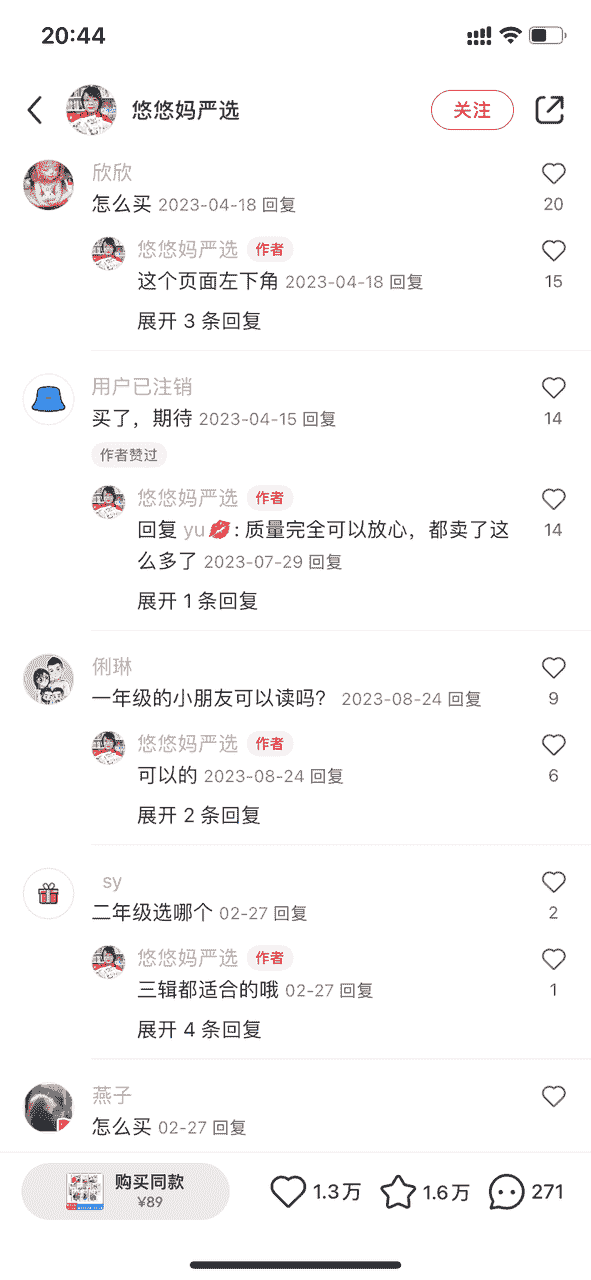 20:44
悠悠妈严选
关注
欣欣
怎么买 2023-04-18 回复
20
悠悠妈严选 作者
这个页面左下角 2023-04-18 回复
15
展开 3 条回复
用户已注销
买了，期待 2023-04-15 回复
14
作者赞过
悠悠妈严选 作者
回复 yu💋: 质量完全可以放心，都卖了这
么多了 2023-07-29 回复
14
展开 1 条回复
俐琳
一年级的小朋友可以读吗？ 2023-08-24 回复
9
悠悠妈严选 作者
可以的 2023-08-24 回复
6
展开 2 条回复
sy
二年级选哪个 02-27 回复
2
悠悠妈严选 作者
三辑都适合的哦 02-27 回复
1
展开 4 条回复
燕子
怎么买 02-27 回复
购买同款
¥89
1.3万
1.6万
271